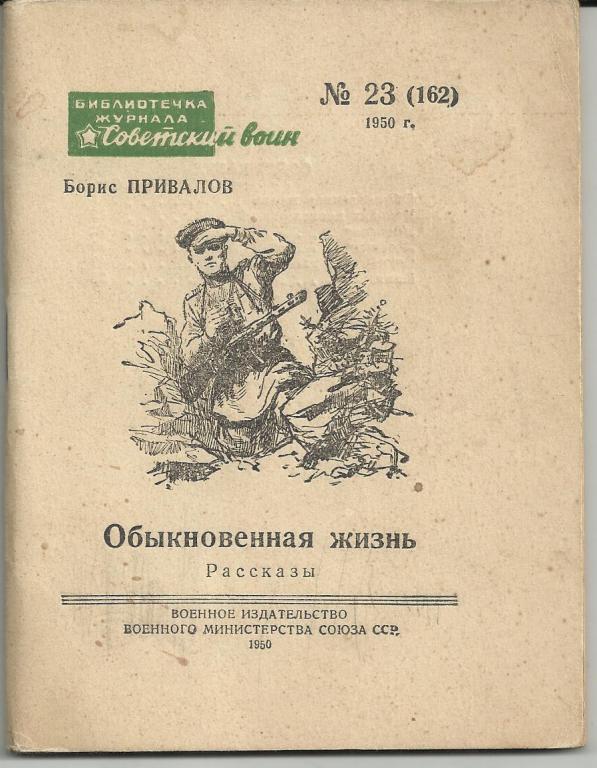 БИБЛИОТЕЧКА
ЖУРНАЛА
Советский воин
№ 23 (162)
1950 г.
Борис ПРИВАЛОВ
Обыкновенная жизнь
Рассказы
ВОЕННОЕ ИЗДАТЕЛЬСТВО
ВОЕННОГО МИНИСТЕРСТВА СОЮЗА ССР
1950